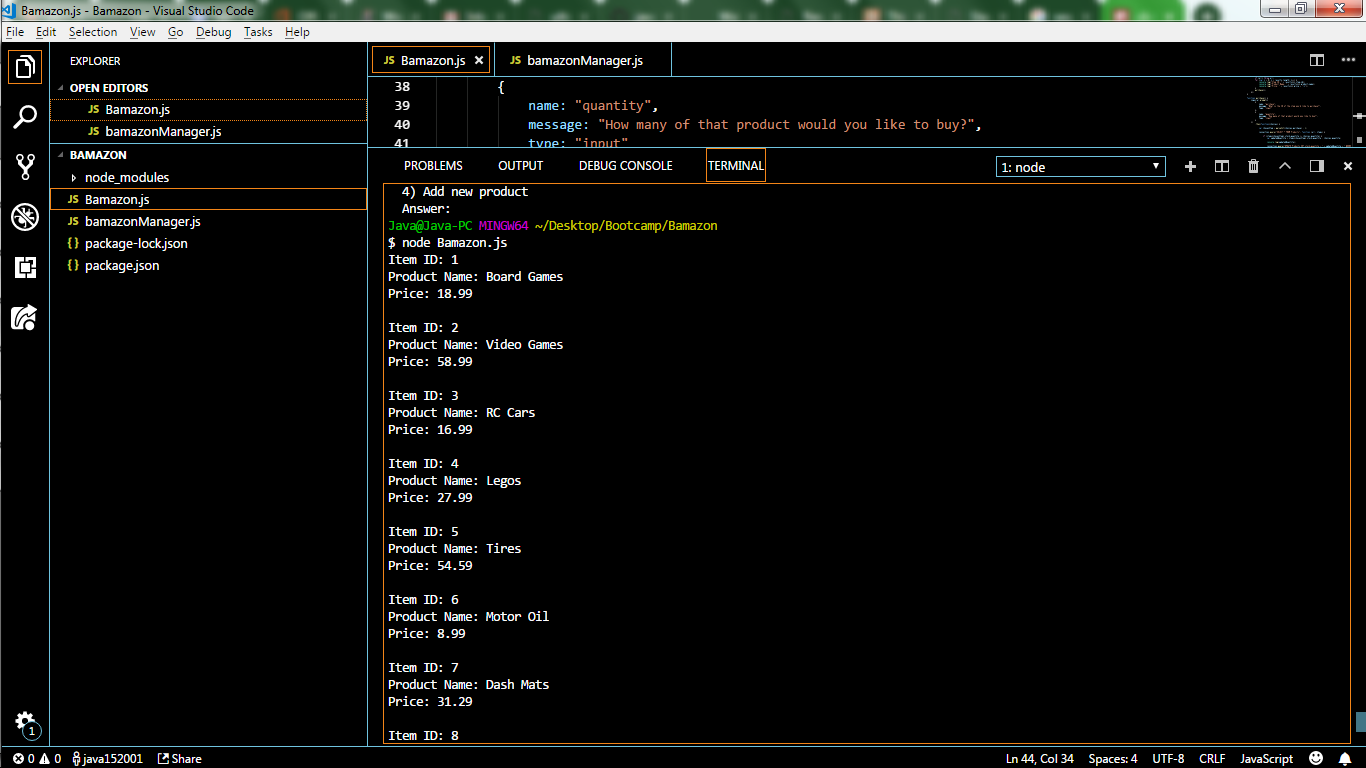 Bamazon.js - Bamazon - Visual Studio Code
File Edit Selection View Go Debug Tasks Help
EXPLORER
OPEN EDITORS
JS Bamazon.js
JS bamazonManager.js
BAMAZON
node_modules
JS Bamazon.js
JS bamazonManager.js
{ } package-lock.json
{ } package.json
1
JS Bamazon.js
JS bamazonManager.js
38 {
39 name: "quantity",
40 message: "How many of that product would you like to buy?",
41 type: "input"
PROBLEMS OUTPUT DEBUG CONSOLE TERMINAL 1: node
4) Add new product
Answer:
Java@Java-PC MINGW64 ~/Desktop/Bootcamp/Bamazon
$ node Bamazon.js
Item ID: 1
Product Name: Board Games
Price: 18.99
Item ID: 2
Product Name: Video Games
Price: 58.99
Item ID: 3
Product Name: RC Cars
Price: 16.99
Item ID: 4
Product Name: Legos
Price: 27.99
Item ID: 5
Product Name: Tires
Price: 54.59
Item ID: 6
Product Name: Motor Oil
Price: 8.99
Item ID: 7
Product Name: Dash Mats
Price: 31.29
Item ID: 8
0 0 java152001 Share Ln 44, Col 34 Spaces: 4 UTF-8 CRLF JavaScript